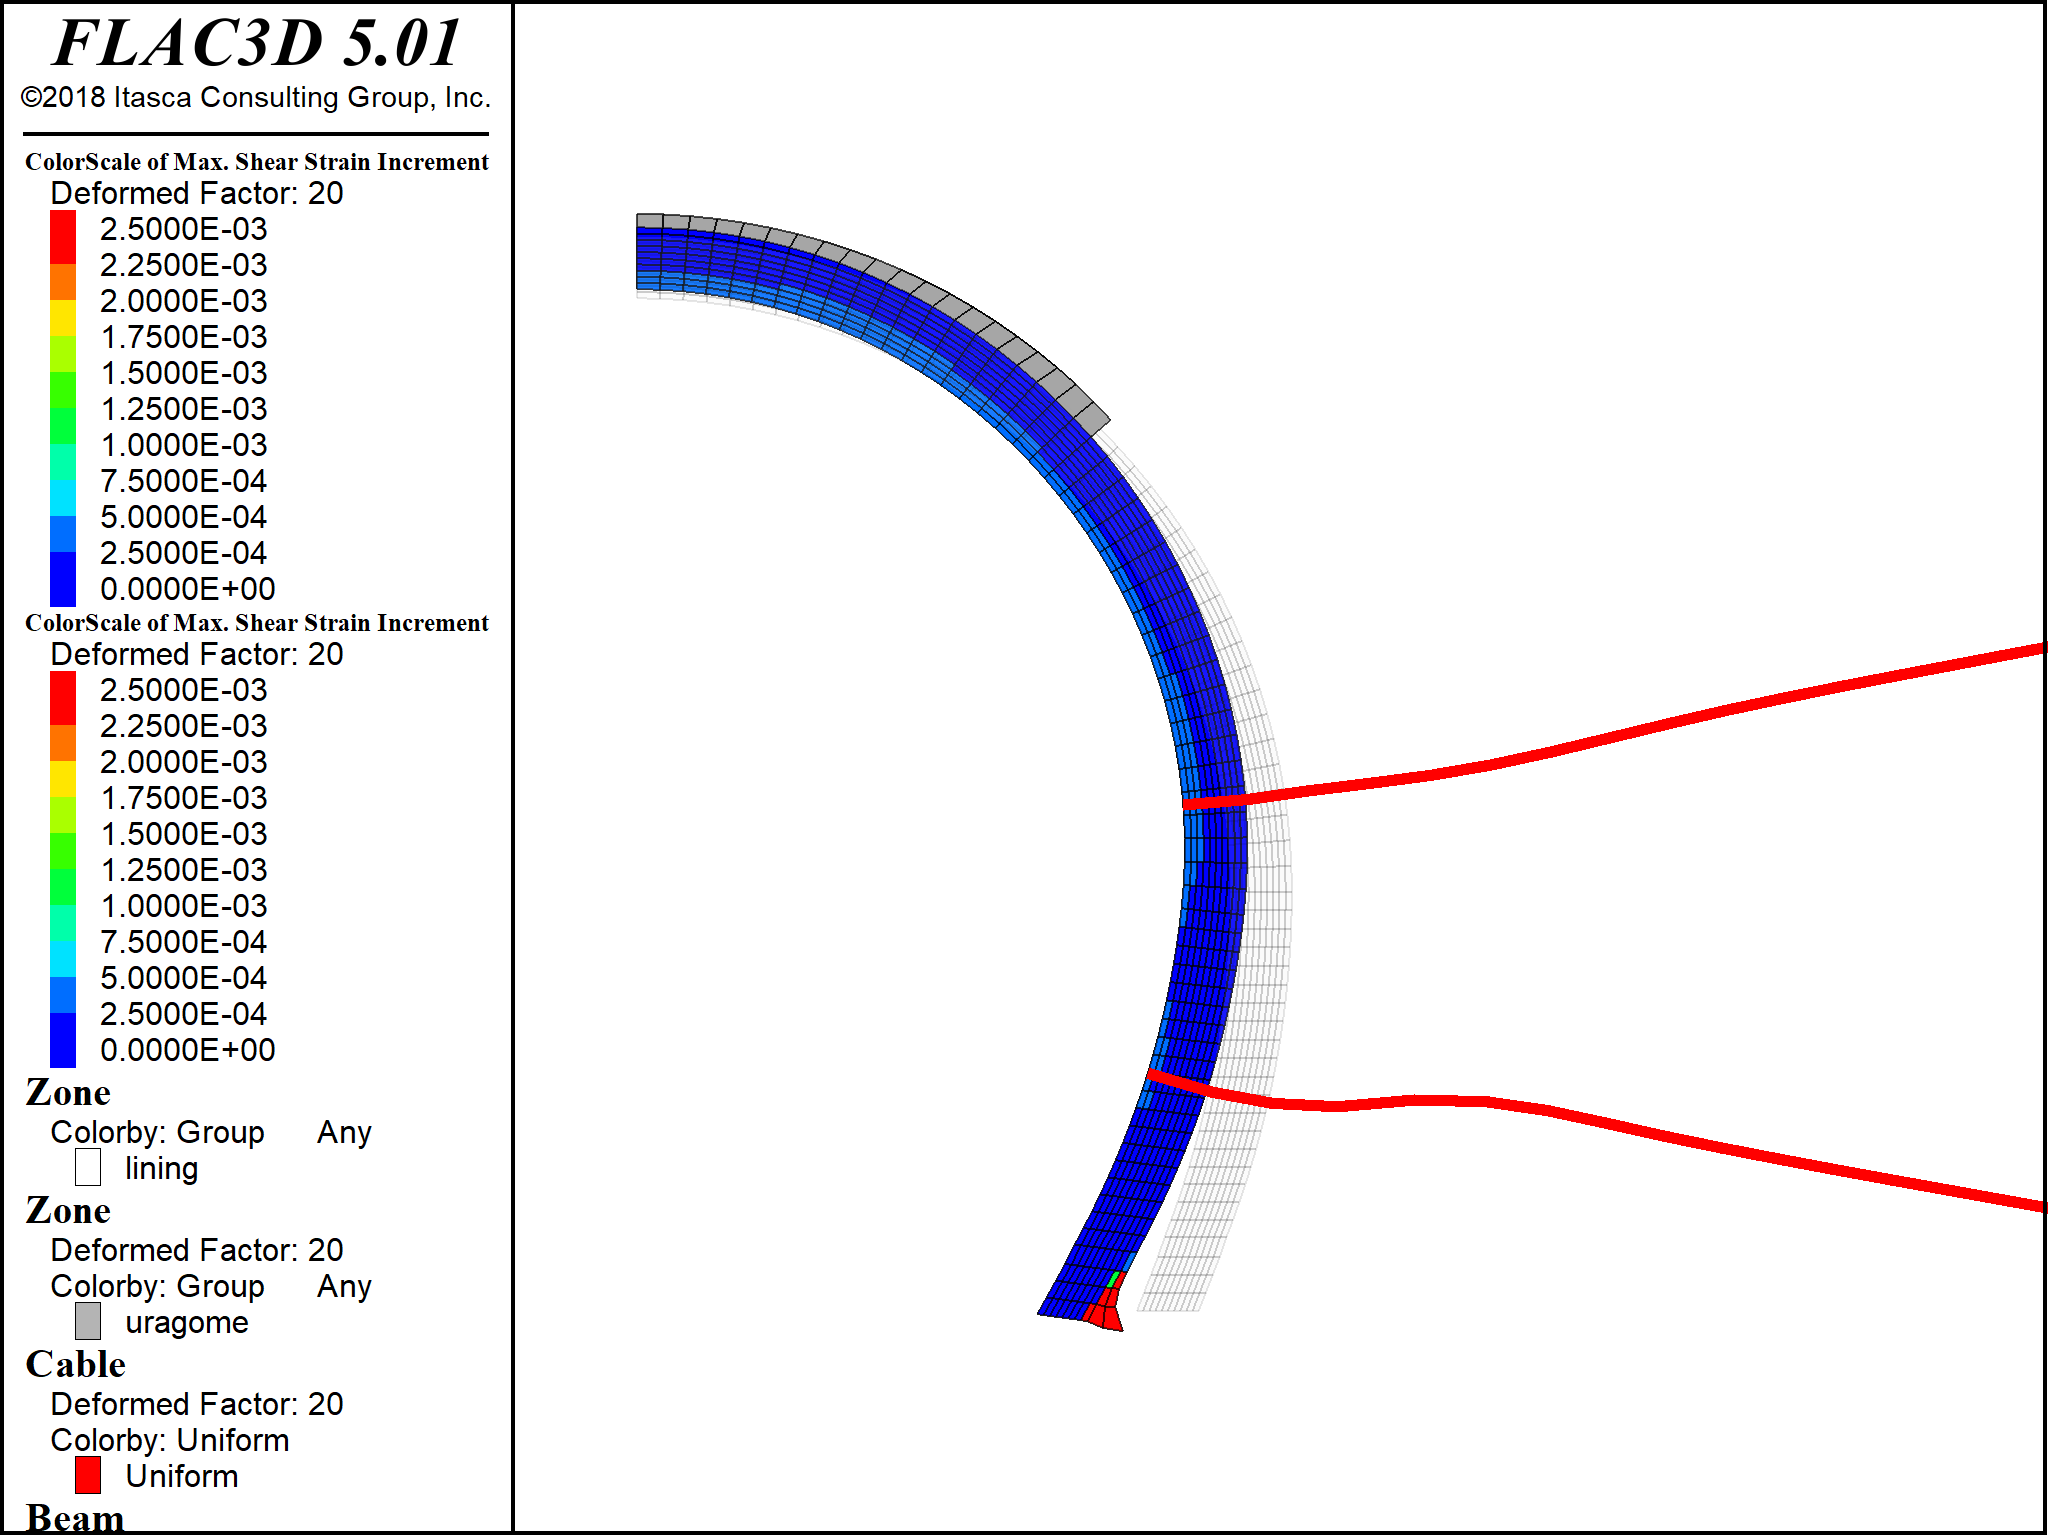 FLAC3D 5.01
©2018 Itasca Consulting Group, Inc.
ColorScale of Max. Shear Strain Increment
Deformed Factor: 20
2.5000E-03
2.2500E-03
2.0000E-03
1.7500E-03
1.5000E-03
1.2500E-03
1.0000E-03
7.5000E-04
5.0000E-04
2.5000E-04
0.0000E+00
ColorScale of Max. Shear Strain Increment
Deformed Factor: 20
2.5000E-03
2.2500E-03
2.0000E-03
1.7500E-03
1.5000E-03
1.2500E-03
1.0000E-03
7.5000E-04
5.0000E-04
2.5000E-04
0.0000E+00
Zone
Colorby: Group Any
lining
Zone
Deformed Factor: 20
Colorby: Group Any
uragome
Cable
Deformed Factor: 20
Colorby: Uniform
Uniform
Beam